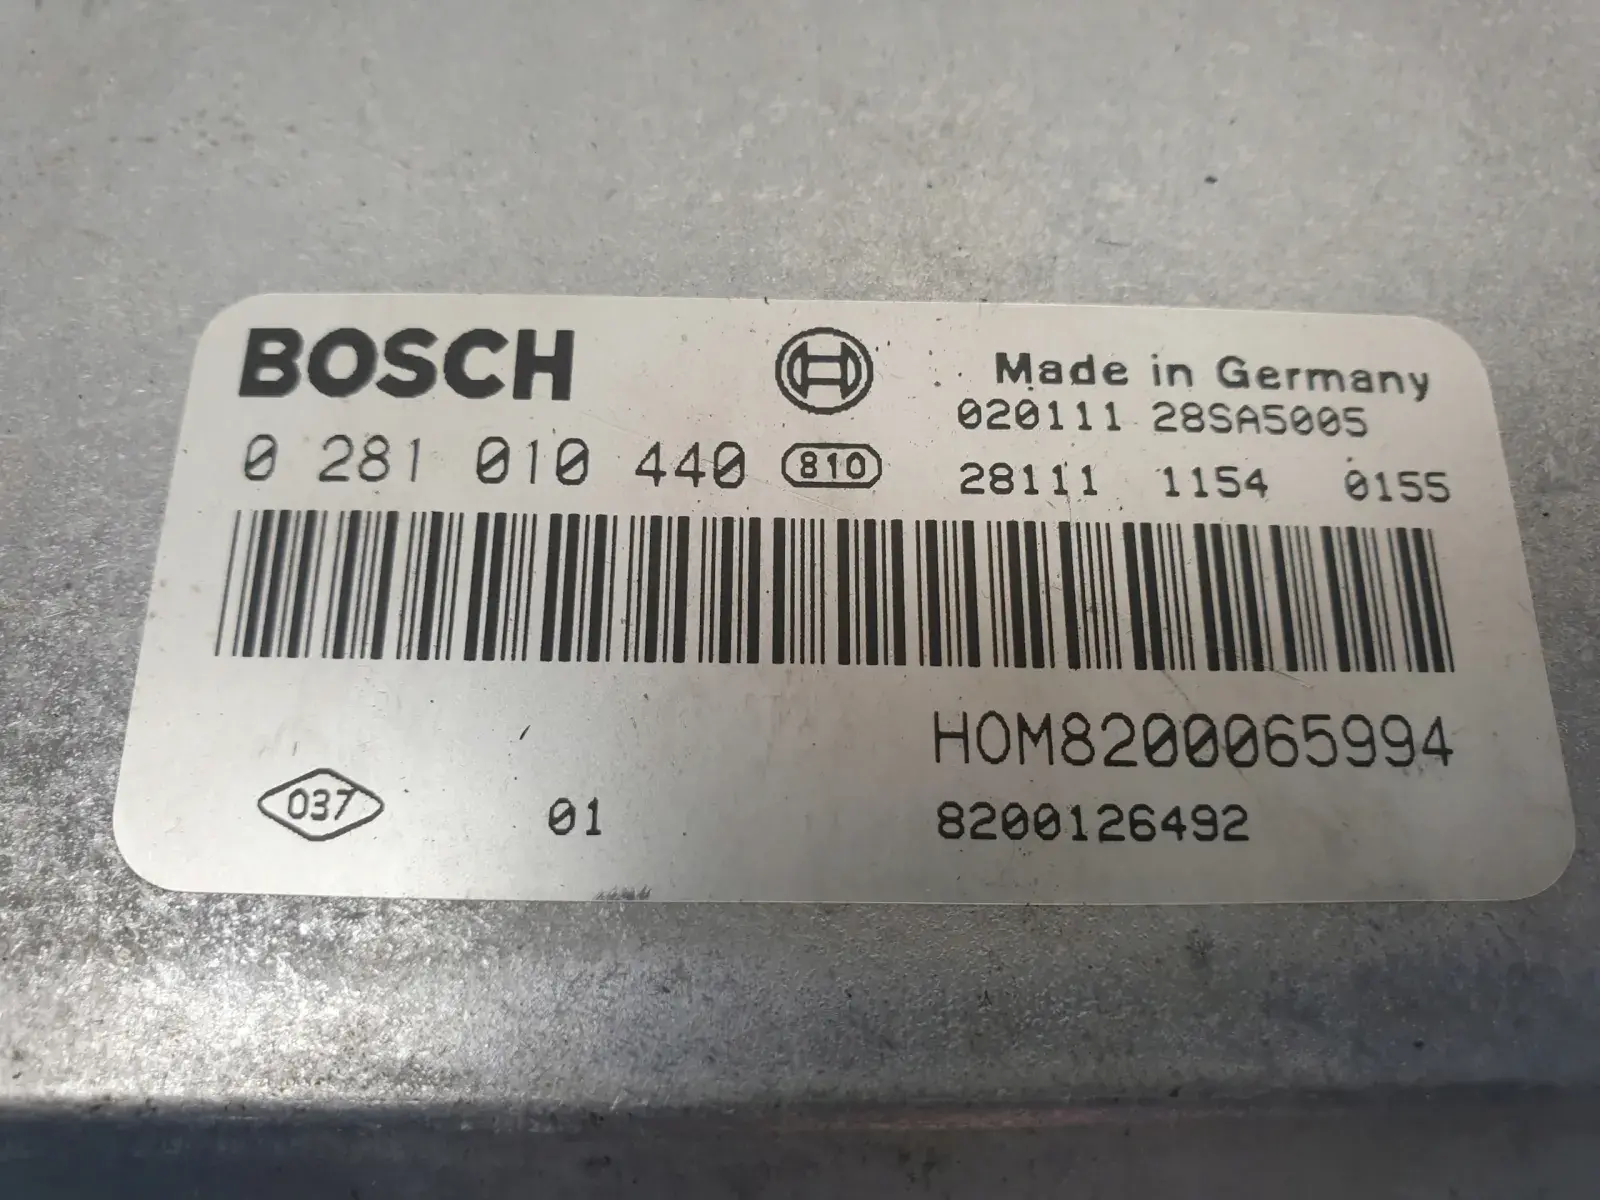 BOSCH
Made in Germany
020111 28SA5005
0 281 010 440 810
28111 1154 0155
HOM8200065994
037 01 8200126492